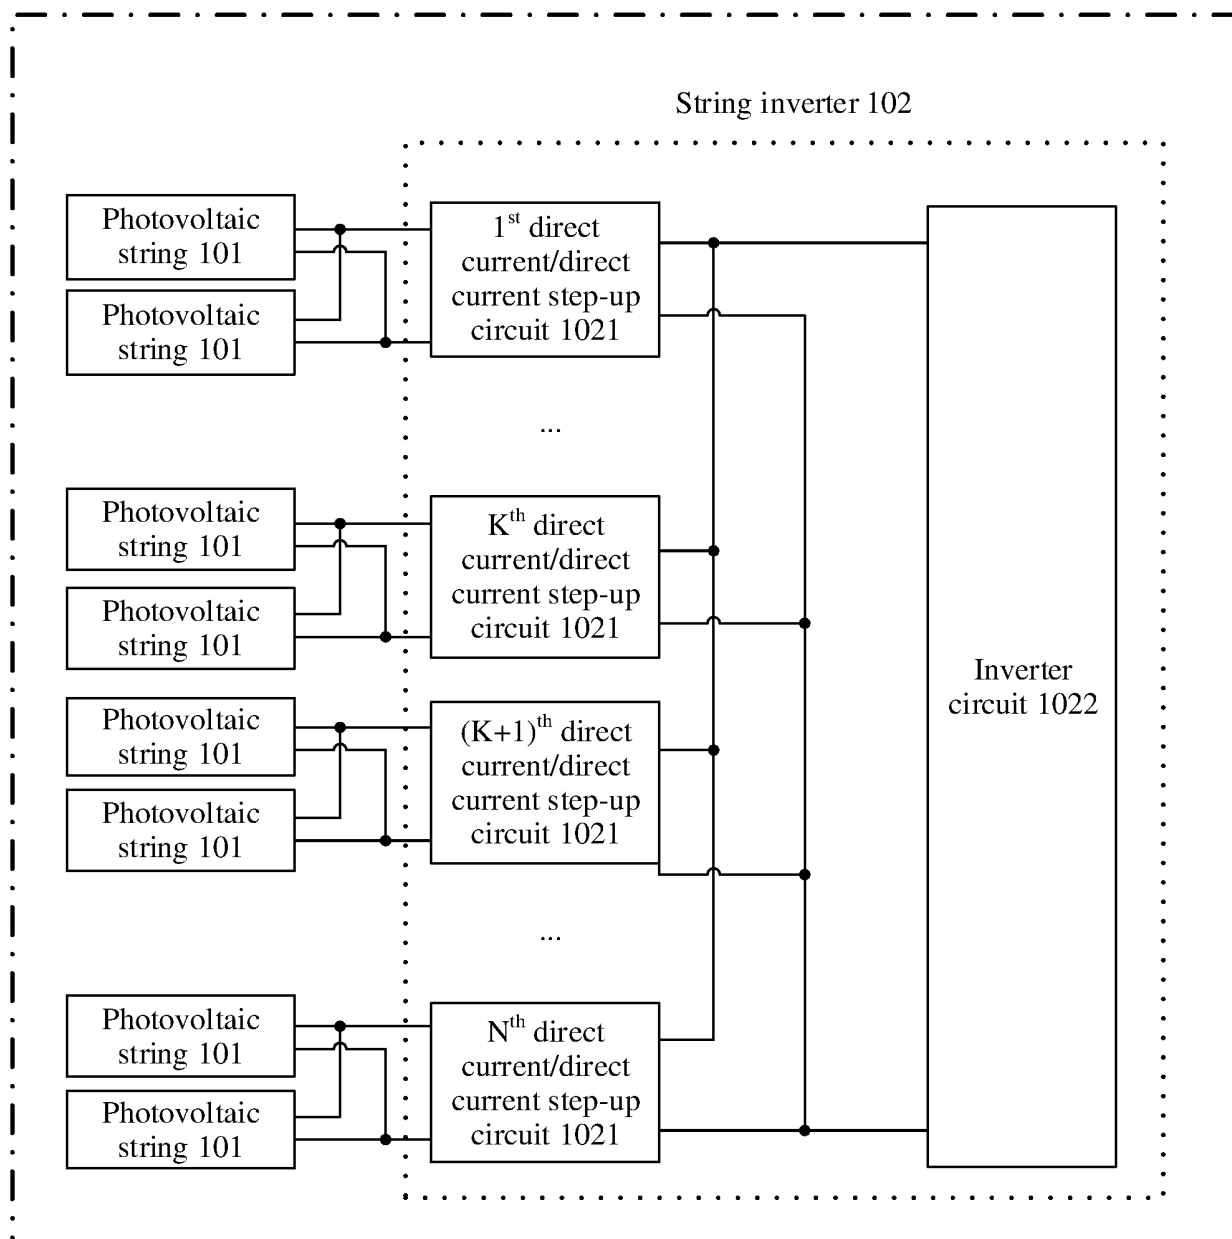 String inverter 102
Photovoltaic
string 101
Photovoltaic
string 101
1st direct
current/direct
current step-up
circuit 1021
...
Photovoltaic
string 101
Photovoltaic
string 101
Kth direct
current/direct
current step-up
circuit 1021
Photovoltaic
string 101
Photovoltaic
string 101
(K+1)th direct
current/direct
current step-up
circuit 1021
...
Photovoltaic
string 101
Photovoltaic
string 101
Nth direct
current/direct
current step-up
circuit 1021
Inverter
circuit 1022